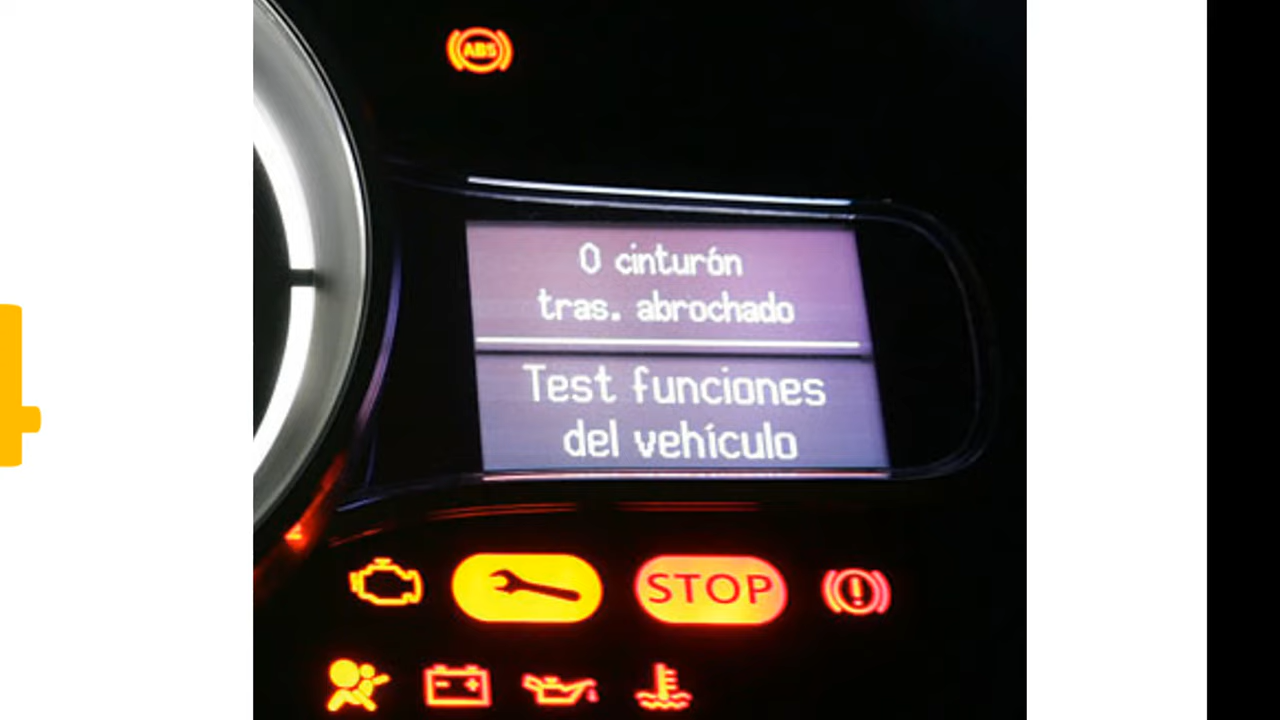 ABS
0 cinturón
tras. abrochado
Test funciones
del vehículo
STOP